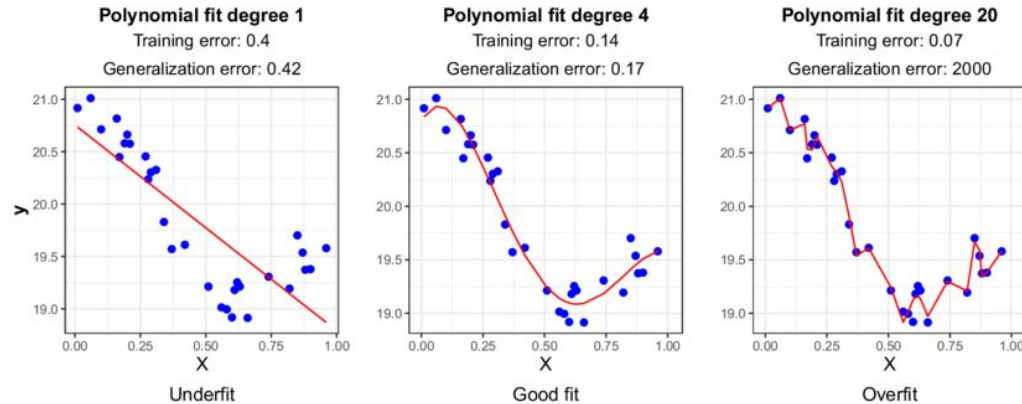 Polynomial fit degree 1
Training error: 0.4
Generalization error: 0.42
21.0
20.5
20.0
19.5
19.0
y
0.00 0.25 0.50 0.75 1.00
X
Underfit
Polynomial fit degree 4
Training error: 0.14
Generalization error: 0.17
21.0
20.5
20.0
19.5
19.0
0.00 0.25 0.50 0.75 1.00
X
Good fit
Polynomial fit degree 20
Training error: 0.07
Generalization error: 2000
21.0
20.5
20.0
19.5
19.0
0.00 0.25 0.50 0.75 1.00
X
Overfit